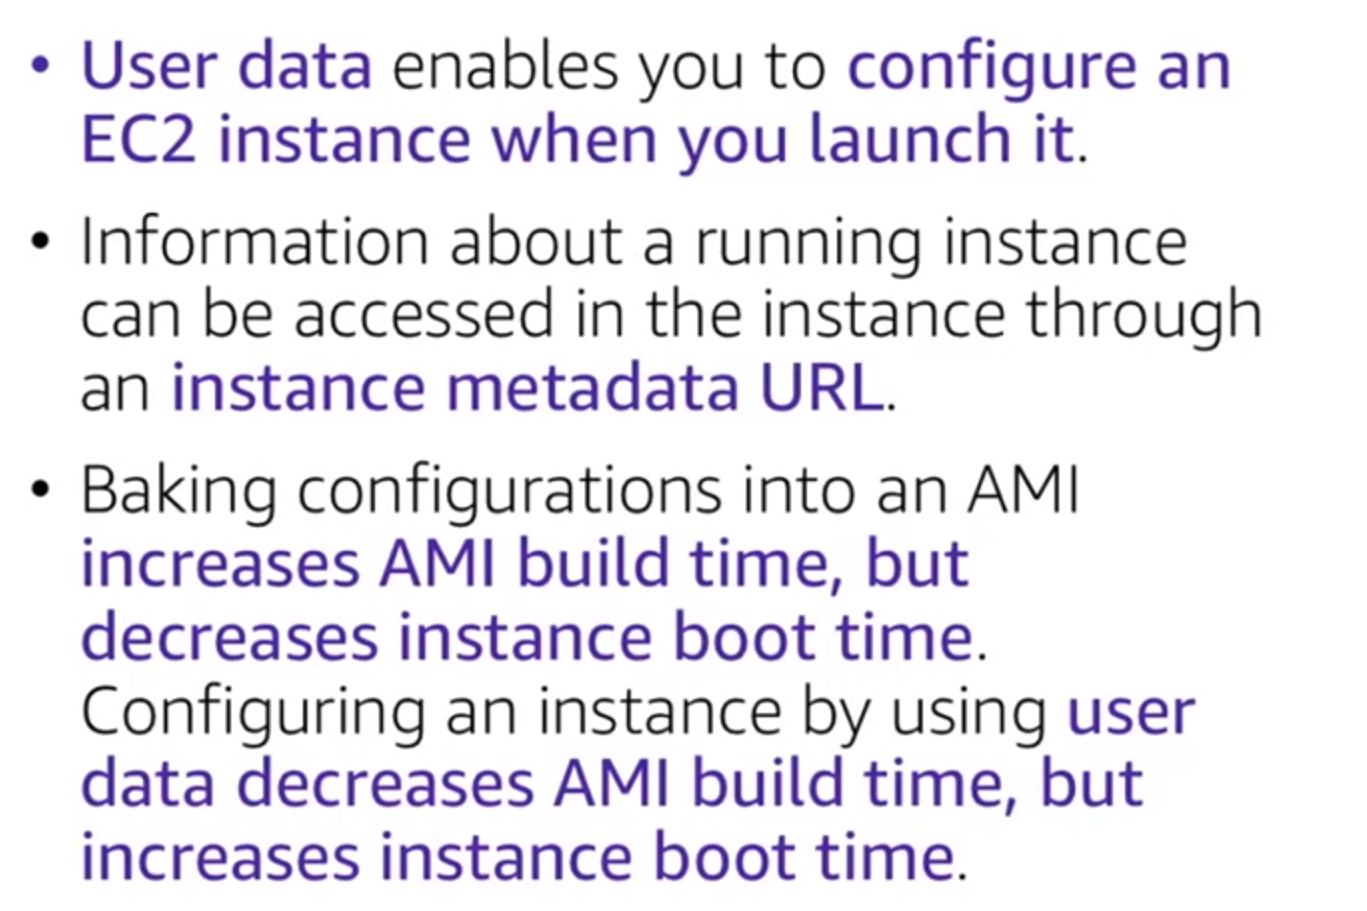 • User data enables you to configure an
EC2 instance when you launch it.
• Information about a running instance
can be accessed in the instance through
an instance metadata URL.
• Baking configurations into an AMI
increases AMI build time, but
decreases instance boot time.
Configuring an instance by using user
data decreases AMI build time, but
increases instance boot time.